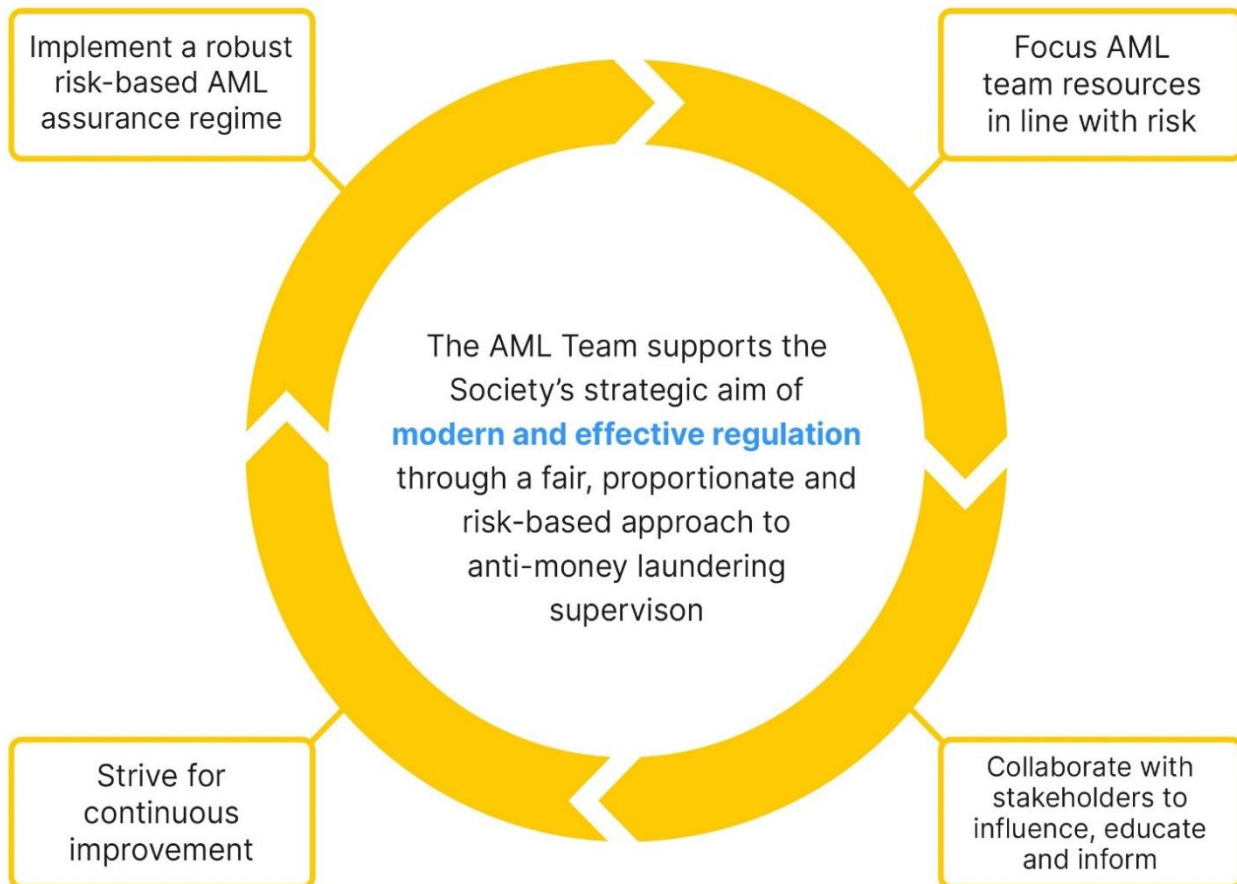 Implement a robust
risk-based AML
assurance regime
Focus AML
team resources
in line with risk
The AML Team supports the
Society’s strategic aim of
modern and effective regulation
through a fair, proportionate and
risk-based approach to
anti-money laundering
supervison
Strive for
continuous
improvement
Collaborate with
stakeholders to
influence, educate
and inform